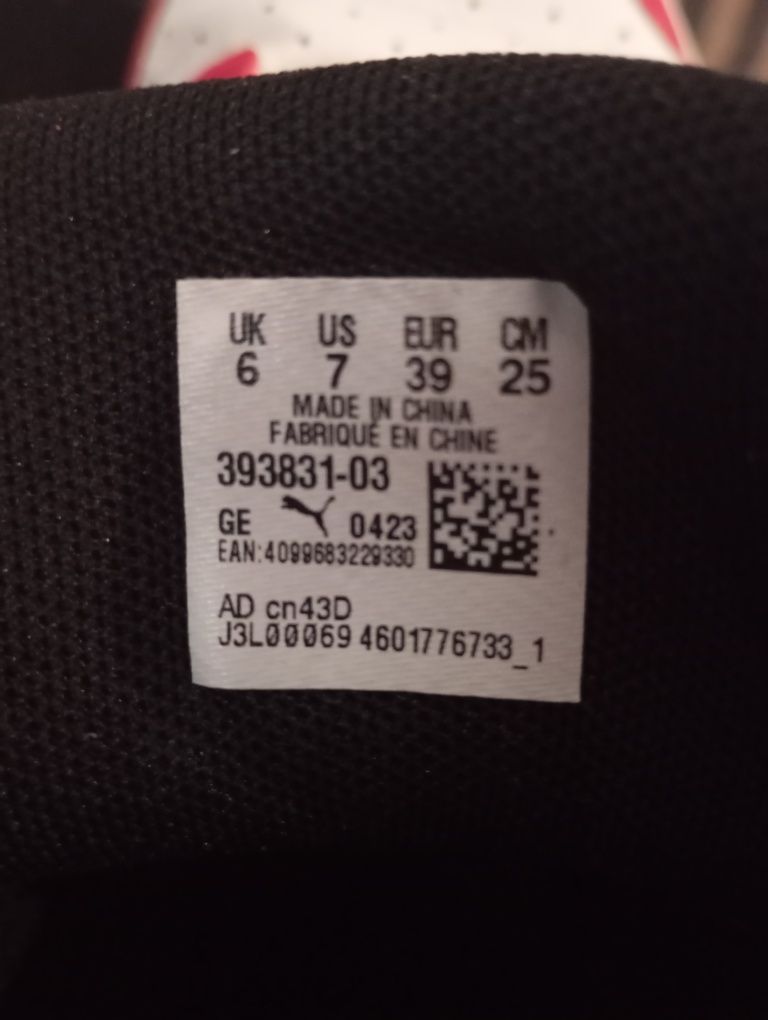 UK US EUR CM
6 7 39 25
MADE IN CHINA
FABRIQUÉ EN CHINE
393831-03
GE 0423
EAN:4099683229330
AD cn43D
J3L00069 4601776733_1